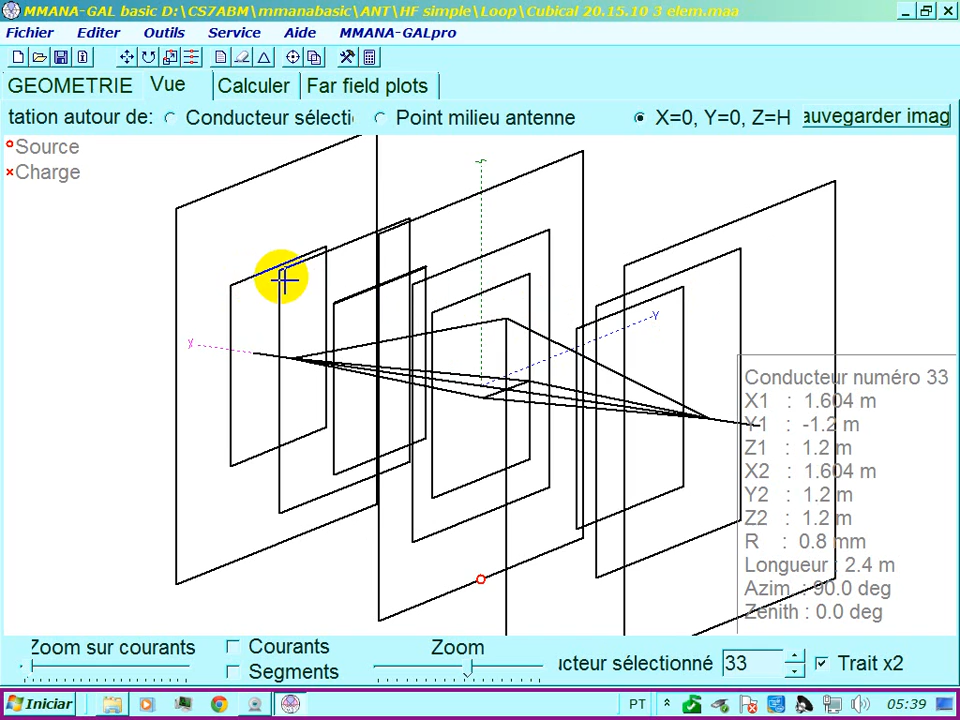 MMANA-GAL basic D:\CS7ABM\mmanabasic\ANT\HF simple\Loop\Cubical 20.15.10 3 elem.maa
Fichier Editer Outils Service Aide MMANA-GALpro
GEOMETRIE Vue Calculer Far field plots
tation autour de: Conducteur sélecti Point milieu antenne X=0, Y=0, Z=H auvegarder imag
Source
Charge
X
Y
Conducteur numéro 33
X1 : 1.604 m
Y1 : -1.2 m
Z1 : 1.2 m
X2 : 1.604 m
Y2 : 1.2 m
Z2 : 1.2 m
R : 0.8 mm
Longueur : 2.4 m
Azim. : 90.0 deg
Zenith : 0.0 deg
Zoom sur courants Courants Zoom
Segments ucteur sélectionné 33 Trait x2
Iniciar PT 05:39